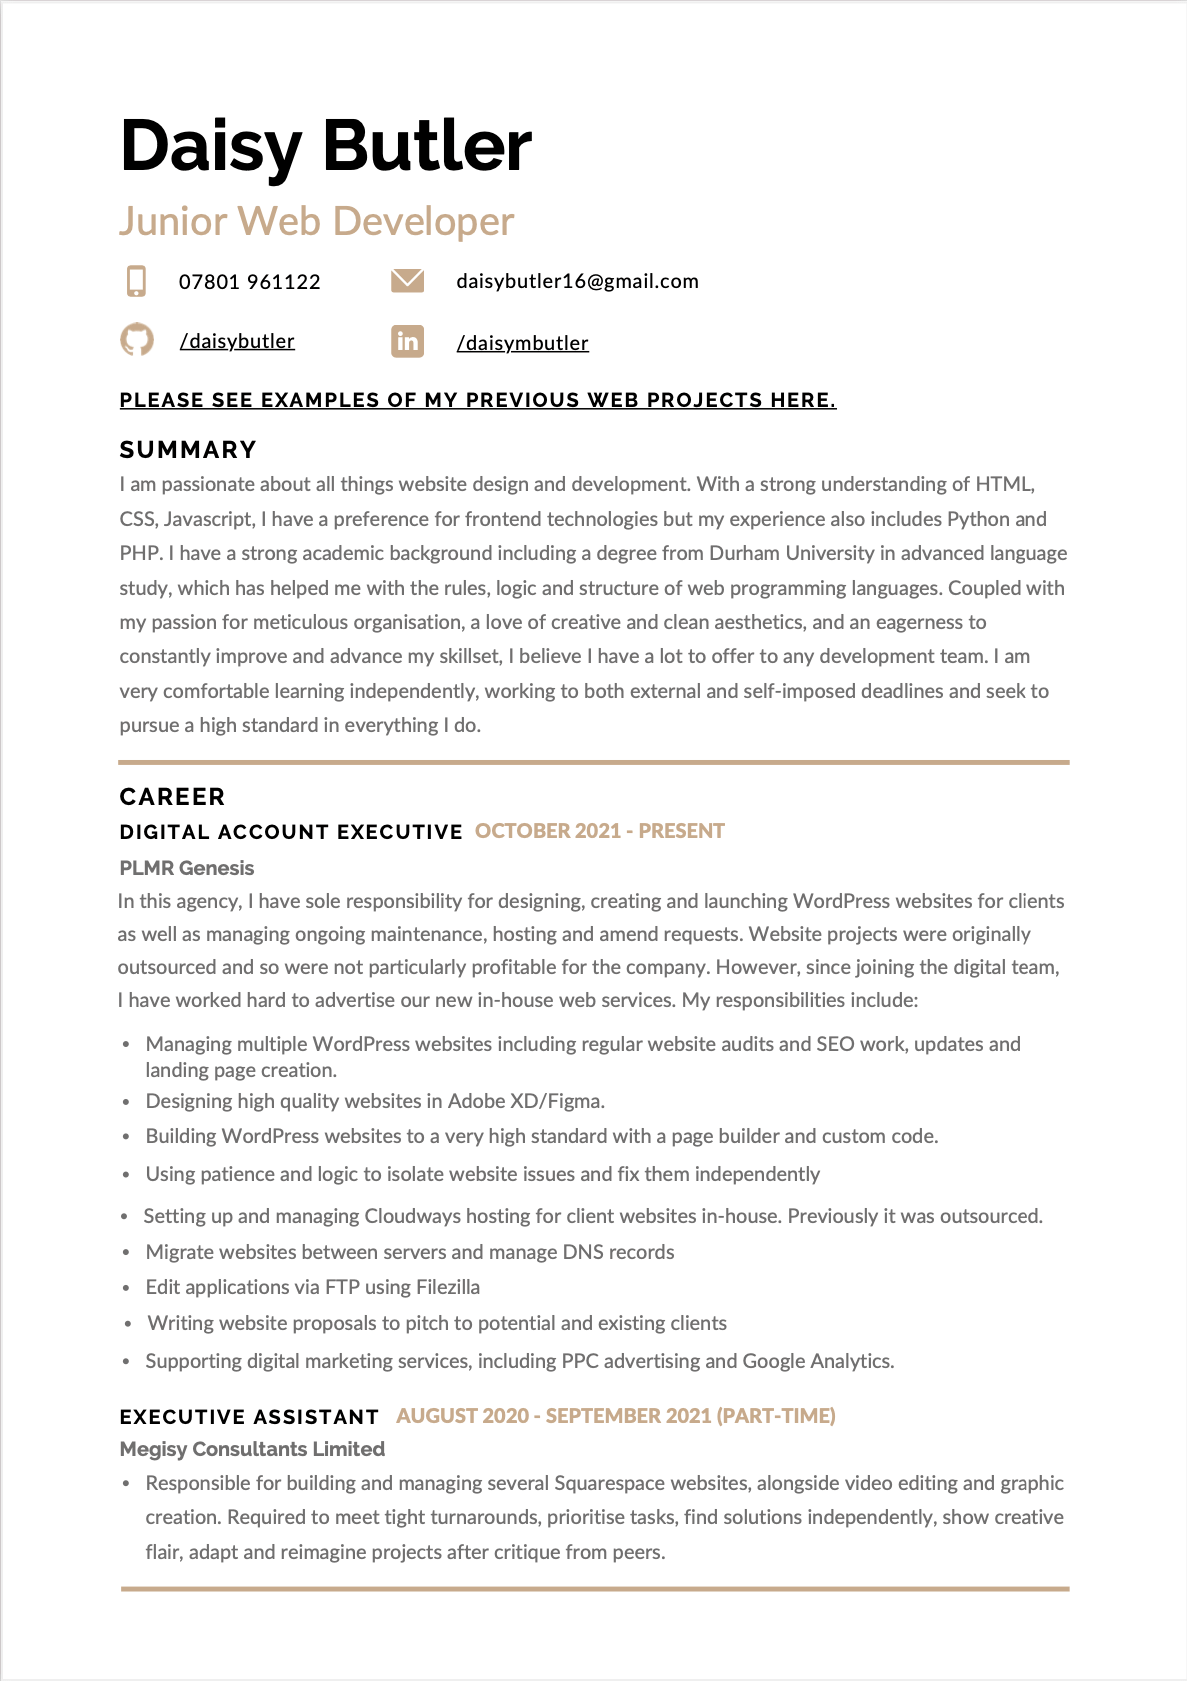 Daisy Butler
Junior Web Developer
07801 961122
daisybutler16@gmail.com
/daisybutler
in
/daisymbutler
PLEASE SEE EXAMPLES OF MY PREVIOUS WEB PROJECTS HERE.
SUMMARY
I am passionate about all things website design and development. With a strong understanding of HTML,
CSS, Javascript, I have a preference for frontend technologies but my experience also includes Python and
PHP. I have a strong academic background including a degree from Durham University in advanced language
study, which has helped me with the rules, logic and structure of web programming languages. Coupled with
my passion for meticulous organisation, a love of creative and clean aesthetics, and an eagerness to
constantly improve and advance my skillset, I believe I have a lot to offer to any development team. I am
very comfortable learning independently, working to both external and self-imposed deadlines and seek to
pursue a high standard in everything I do.
CAREER
DIGITAL ACCOUNT EXECUTIVE OCTOBER 2021 - PRESENT
PLMR Genesis
In this agency, I have sole responsibility for designing, creating and launching WordPress websites for clients
as well as managing ongoing maintenance, hosting and amend requests. Website projects were originally
outsourced and so were not particularly profitable for the company. However, since joining the digital team,
I have worked hard to advertise our new in-house web services. My responsibilities include:
• Managing multiple WordPress websites including regular website audits and SEO work, updates and
landing page creation.
• Designing high quality websites in Adobe XD/Figma.
• Building WordPress websites to a very high standard with a page builder and custom code.
• Using patience and logic to isolate website issues and fix them independently
• Setting up and managing Cloudways hosting for client websites in-house. Previously it was outsourced.
• Migrate websites between servers and manage DNS records
• Edit applications via FTP using Filezilla
• Writing website proposals to pitch to potential and existing clients
• Supporting digital marketing services, including PPC advertising and Google Analytics.
EXECUTIVE ASSISTANT AUGUST 2020 - SEPTEMBER 2021 (PART-TIME)
Megisy Consultants Limited
• Responsible for building and managing several Squarespace websites, alongside video editing and graphic
creation. Required to meet tight turnarounds, prioritise tasks, find solutions independently, show creative
flair, adapt and reimagine projects after critique from peers.